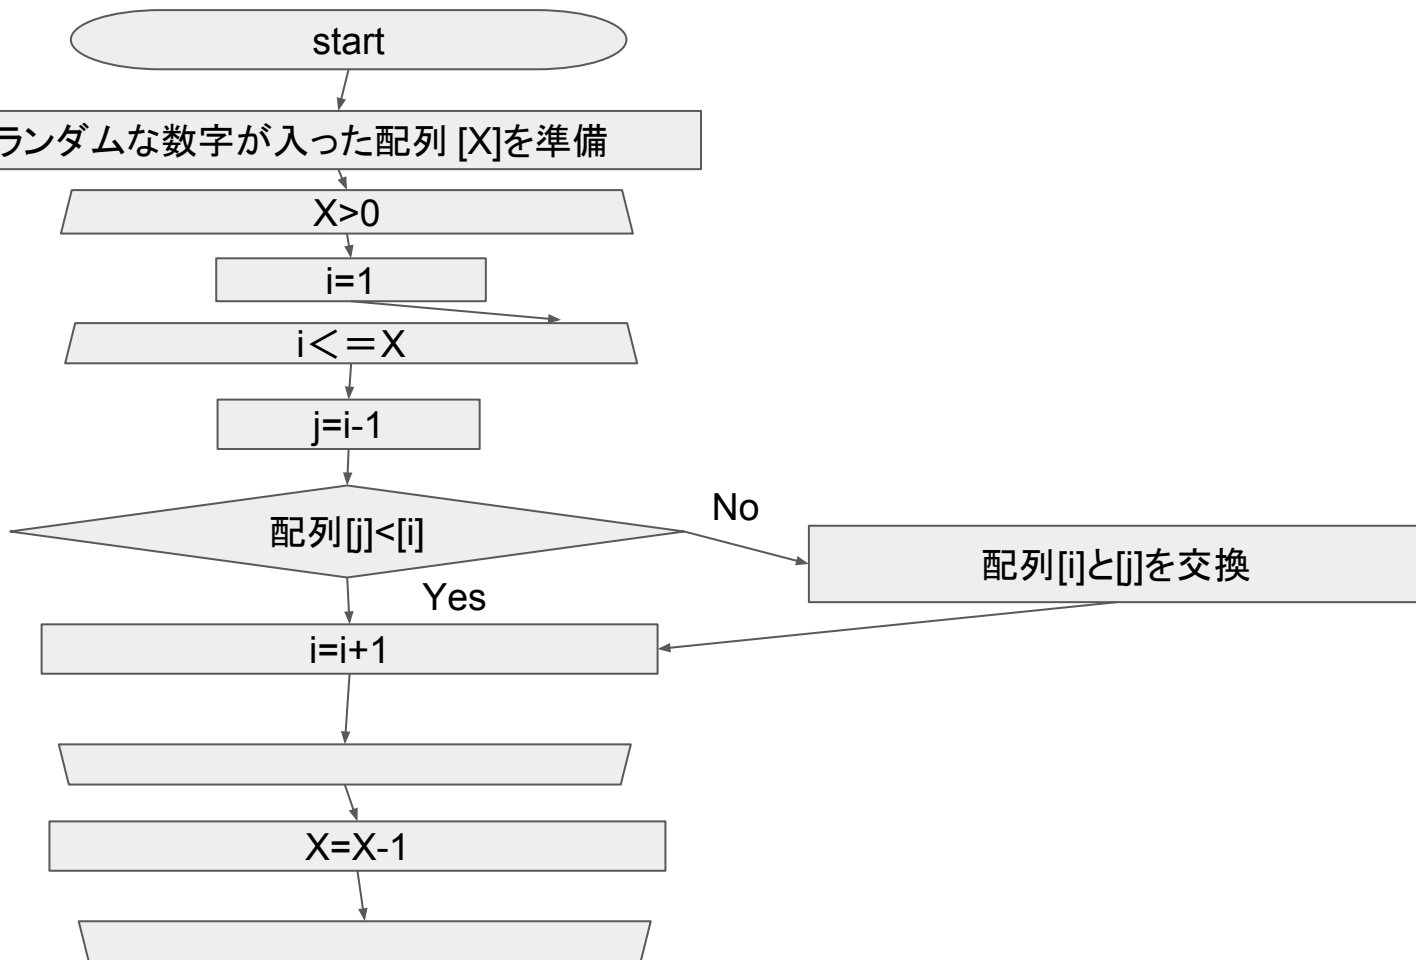 start
ランダムな数字が入った配列 [X]を準備
X>0
i=1
i＜＝X
j=i-1
配列[j]<[i]
No
配列[i]と[j]を交換
Yes
i=i+1
X=X-1